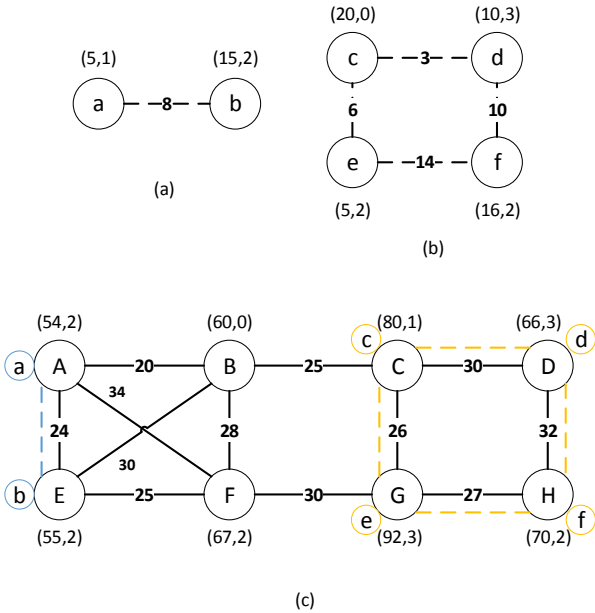 (20,0) (10,3)
(5,1) (15,2)
c 3 d
a 8 b
6 10
e 14 f
(a)
(5,2) (16,2)
(b)
(54,2) (60,0) (80,1) (66,3)
c d
a A 20 B 25 C 30 D
34
24 28 26 32
30
b E 25 F 30 G 27 H
e f
(55,2) (67,2) (92,3) (70,2)
(c)